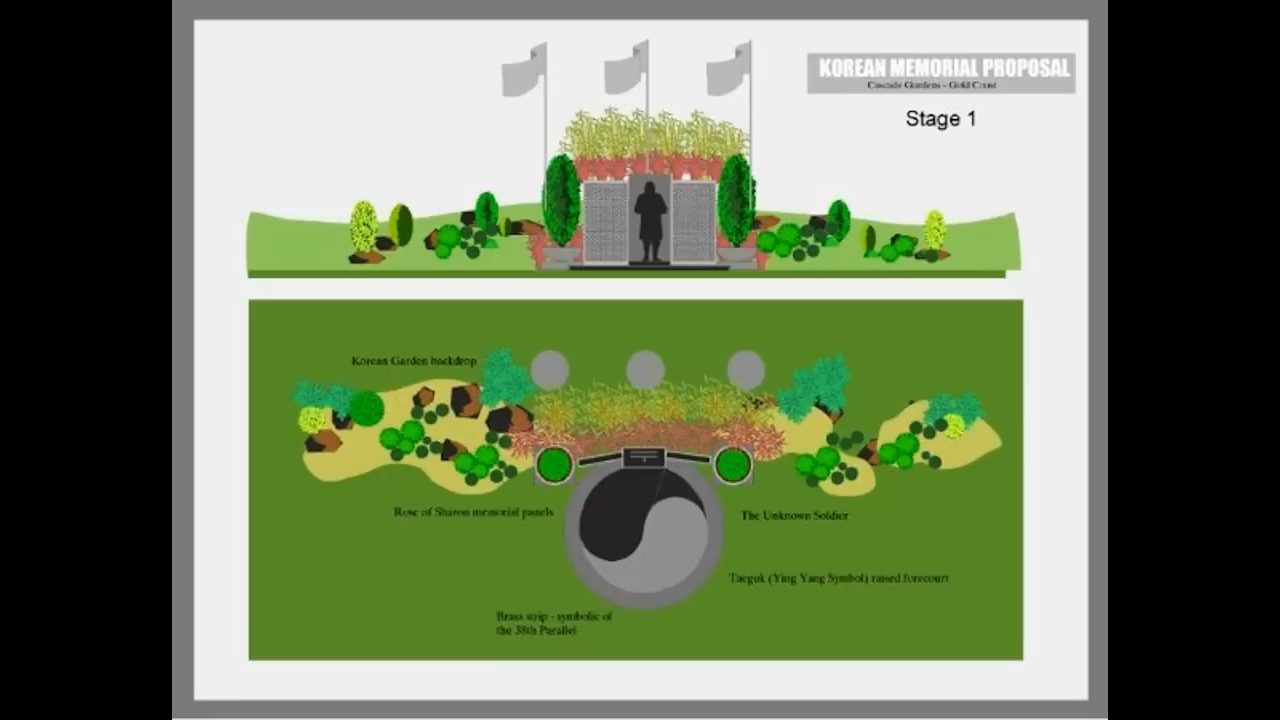 KOREAN MEMORIAL PROPOSAL
Cascade Gardens - Gold Coast
Stage 1
Korean Garden backdrop
Rose of Sharon memorial panels
The Unknown Soldier
Taeguk (Ying Yang Symbol) raised forecourt
Brass strip - symbolic of
the 38th Parallel